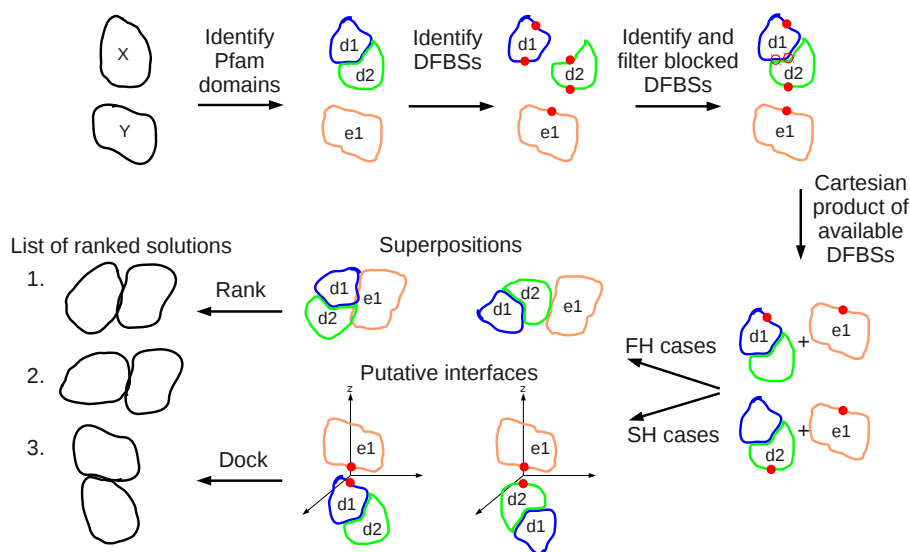 X
Y
Identify
Pfam
domains
d1
d2
e1
Identify
DFBSs
d1
d2
e1
Identify and
filter blocked
DFBSs
d1
d2
e1
Cartesian
product of
available
DFBSs
List of ranked solutions
1.
2.
3.
Rank
Superpositions
d1
d2
e1
d2
d1
e1
FH cases
SH cases
d1
+
e1
d2
+
e1
Putative interfaces
Dock
z
e1
d1
d2
z
e1
d2
d1